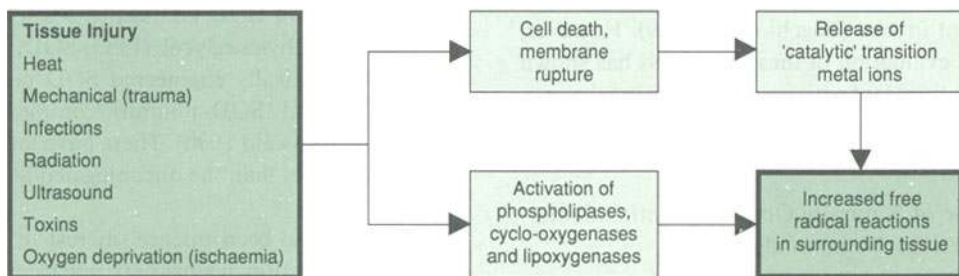 Tissue Injury
Heat
Mechanical (trauma)
Infections
Radiation
Ultrasound
Toxins
Oxygen deprivation (ischaemia)
Cell death,
membrane
rupture
Release of
'catalytic' transition
metal ions
Activation of
phospholipases,
cyclo-oxygenases
and lipoxygenases
Increased free
radical reactions
in surrounding tissue